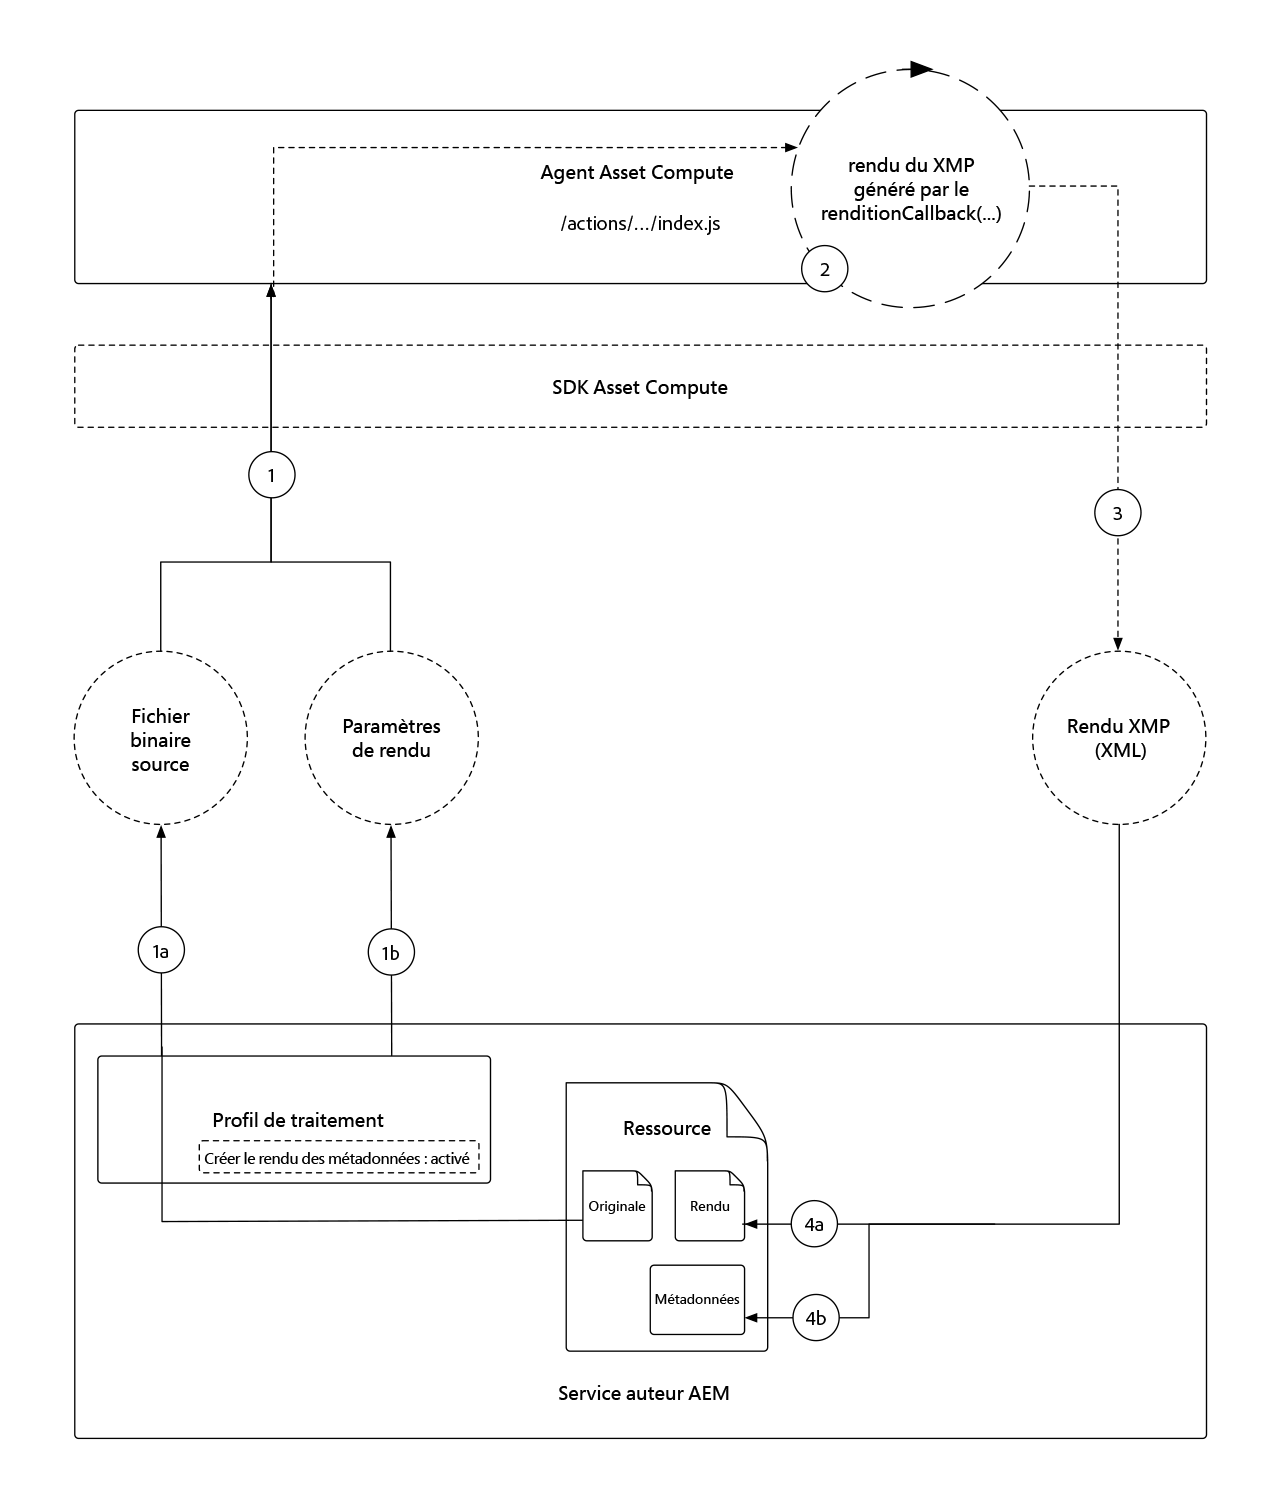 rendu du XMP
généré par le
renditionCallback(...)
Agent Asset Compute
/actions/.../index.js
2
SDK Asset Compute
1
3
Fichier
binaire
source
Paramètres
de rendu
Rendu XMP
(XML)
1a
1b
Profil de traitement
Créer le rendu des métadonnées : activé
Ressource
Originale
Rendu
4a
Métadonnées
4b
Service auteur AEM